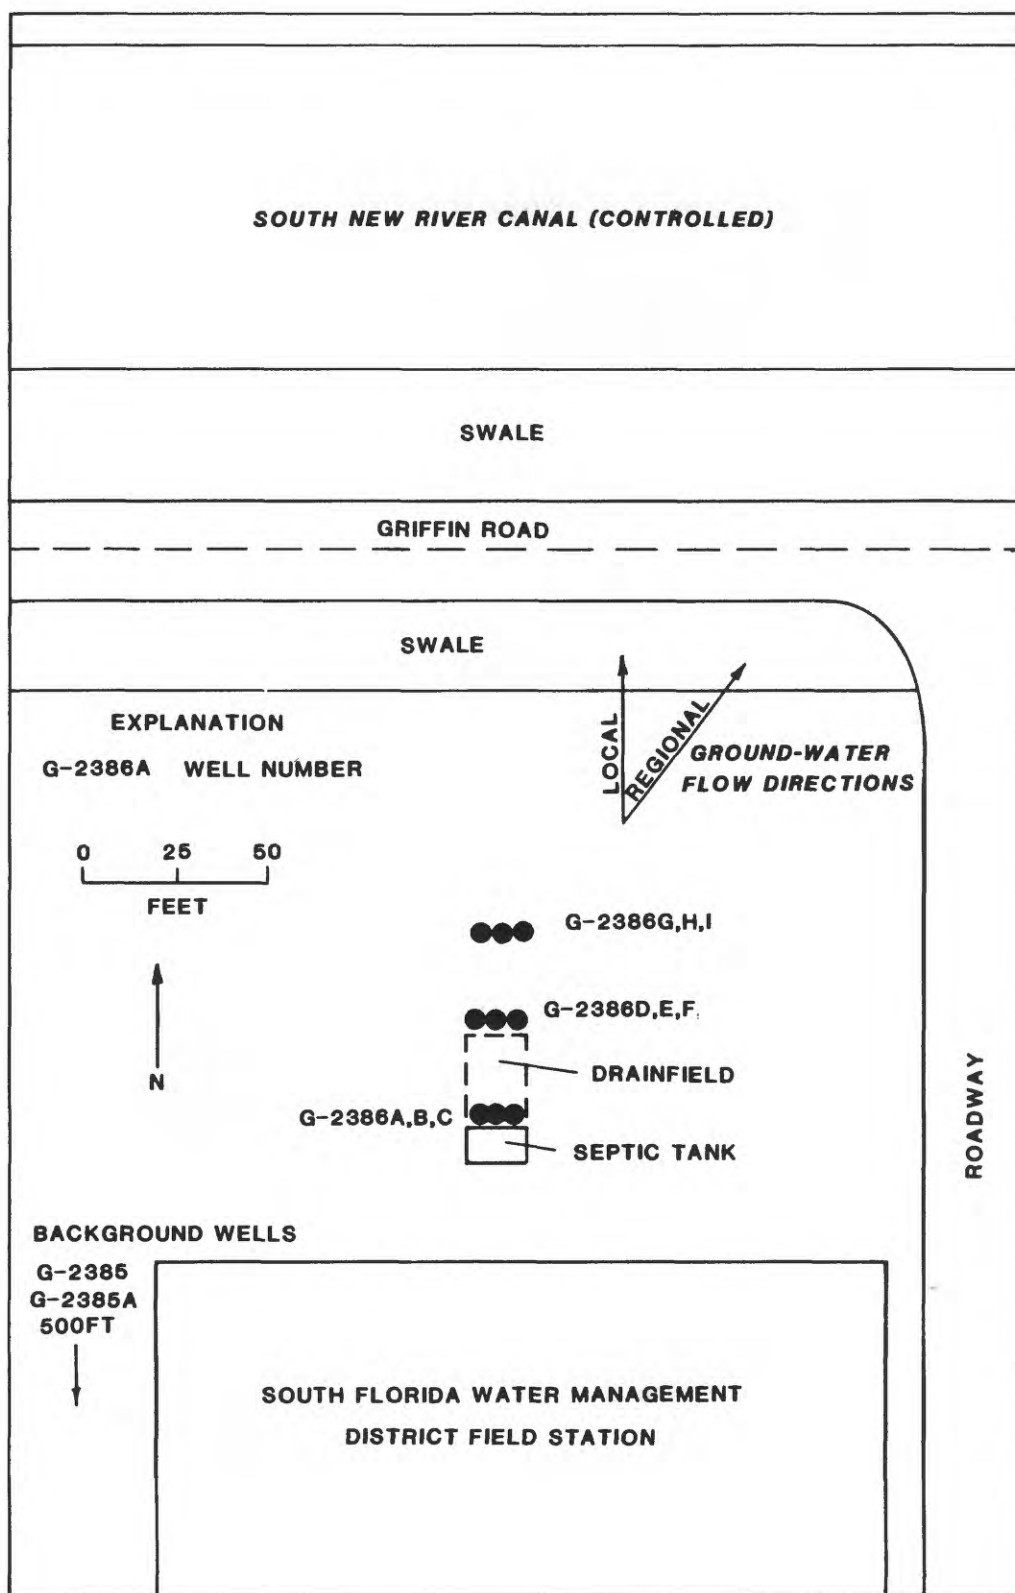 SOUTH NEW RIVER CANAL (CONTROLLED)
SWALE
GRIFFIN ROAD
SWALE
EXPLANATION
G-2386A WELL NUMBER
LOCAL
REGIONAL
GROUND-WATER
FLOW DIRECTIONS
0 25 50
FEET
N
G-2386G,H,I
G-2386D,E,F
DRAINFIELD
G-2386A,B,C
SEPTIC TANK
ROADWAY
BACKGROUND WELLS
G-2385
G-2385A
500FT
SOUTH FLORIDA WATER MANAGEMENT
DISTRICT FIELD STATION